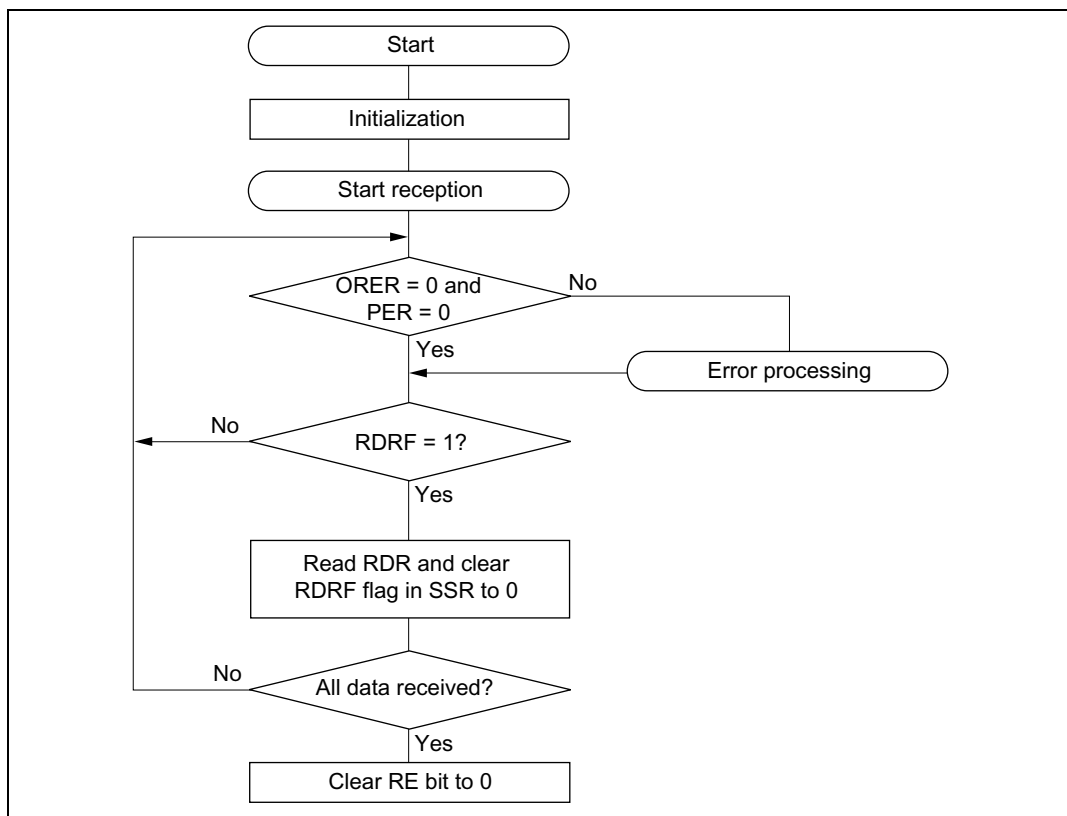 Start
Initialization
Start reception
ORER = 0 and
PER = 0
No
Yes
Error processing
No
RDRF = 1?
Yes
Read RDR and clear
RDRF flag in SSR to 0
No
All data received?
Yes
Clear RE bit to 0